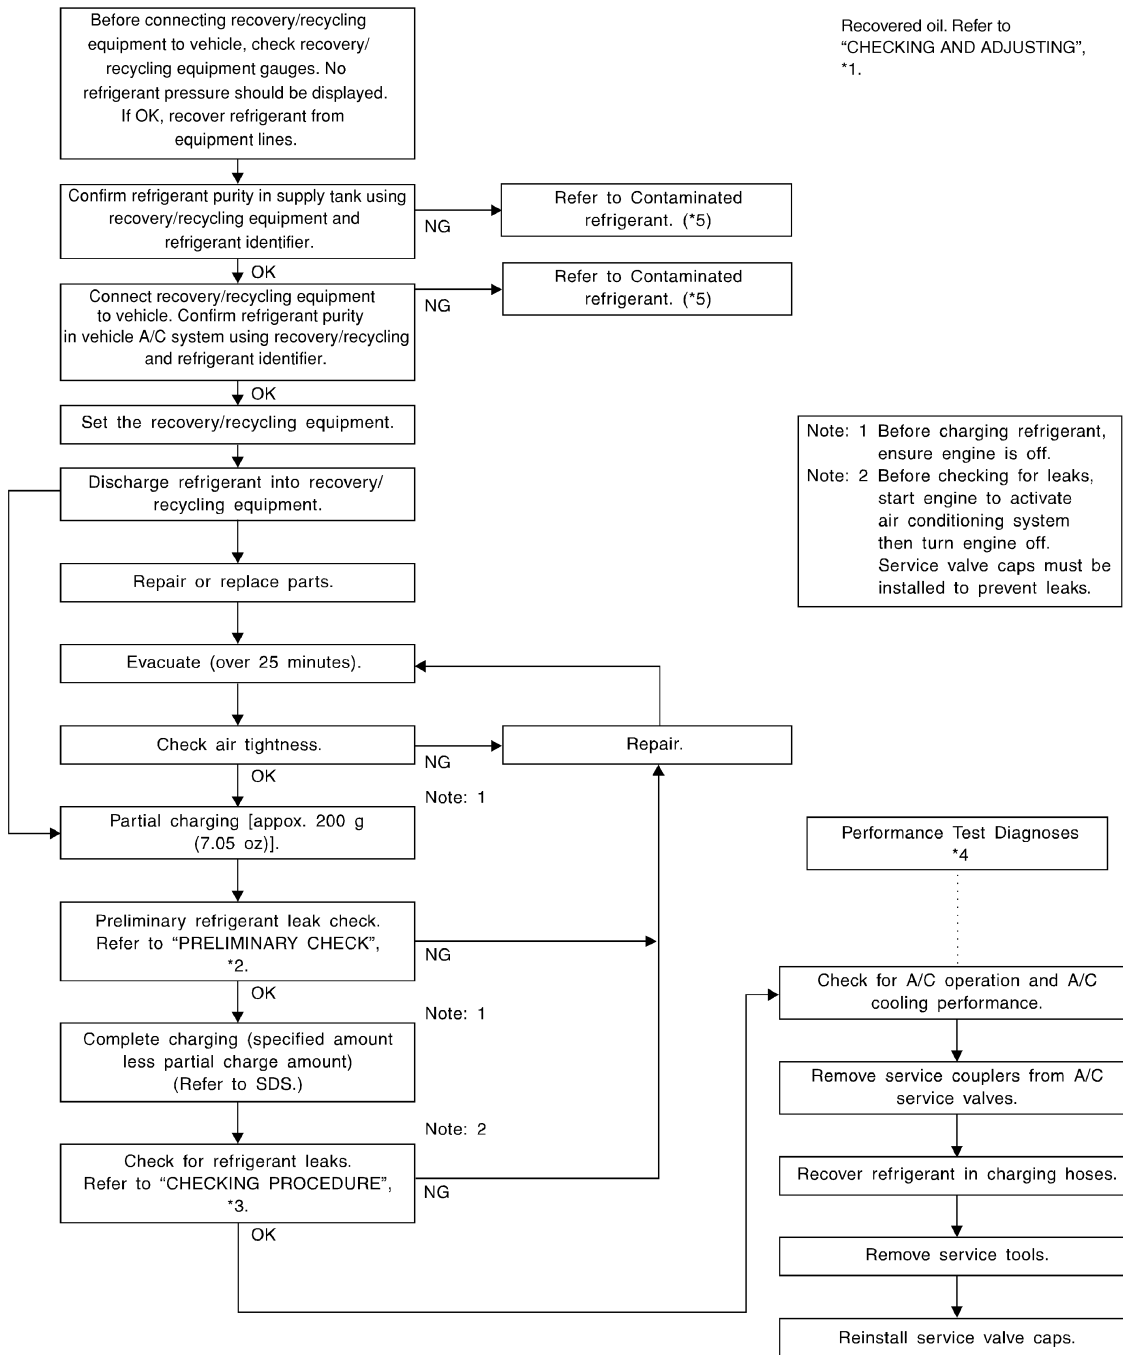 Before connecting recovery/recycling
equipment to vehicle, check recovery/
recycling equipment gauges. No
refrigerant pressure should be displayed.
If OK, recover refrigerant from
equipment lines.
Recovered oil. Refer to
“CHECKING AND ADJUSTING”,
*1.
Confirm refrigerant purity in supply tank using
recovery/recycling equipment and
refrigerant identifier.
NG
Refer to Contaminated
refrigerant. (*5)
OK
Connect recovery/recycling equipment
to vehicle. Confirm refrigerant purity
in vehicle A/C system using recovery/recycling
and refrigerant identifier.
NG
Refer to Contaminated
refrigerant. (*5)
OK
Set the recovery/recycling equipment.
Discharge refrigerant into recovery/
recycling equipment.
Note: 1 Before charging refrigerant,
ensure engine is off.
Note: 2 Before checking for leaks,
start engine to activate
air conditioning system
then turn engine off.
Service valve caps must be
installed to prevent leaks.
Repair or replace parts.
Evacuate (over 25 minutes).
Check air tightness.
NG
Repair.
OK
Note: 1
Partial charging [appox. 200 g
(7.05 oz)].
Preliminary refrigerant leak check.
Refer to “PRELIMINARY CHECK”,
*2.
NG
OK
Note: 1
Complete charging (specified amount
less partial charge amount)
(Refer to SDS.)
Note: 2
Check for refrigerant leaks.
Refer to “CHECKING PROCEDURE”,
*3.
NG
OK
Performance Test Diagnoses
*4
Check for A/C operation and A/C
cooling performance.
Remove service couplers from A/C
service valves.
Recover refrigerant in charging hoses.
Remove service tools.
Reinstall service valve caps.